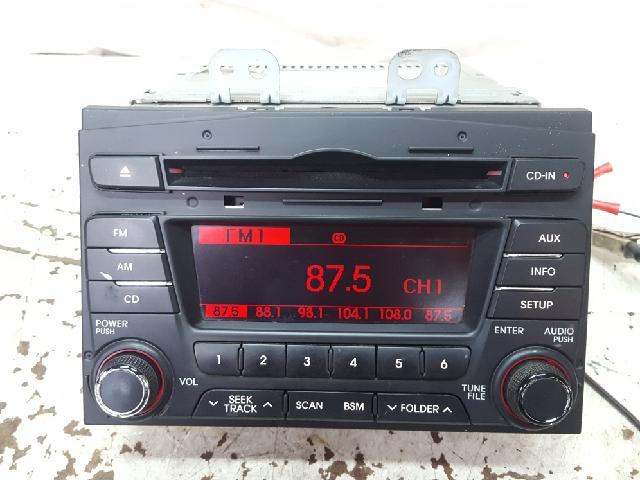 CD-IN
FM
AM
CD
FM1 CD
87.5 CH1
87.5 88.1 98.1 104.1 108.0 87.5
AUX
INFO
SETUP
POWER
PUSH
ENTER
AUDIO
PUSH
1 2 3 4 5 6
VOL
SEEK
TRACK
SCAN
BSM
FOLDER
TUNE
FILE